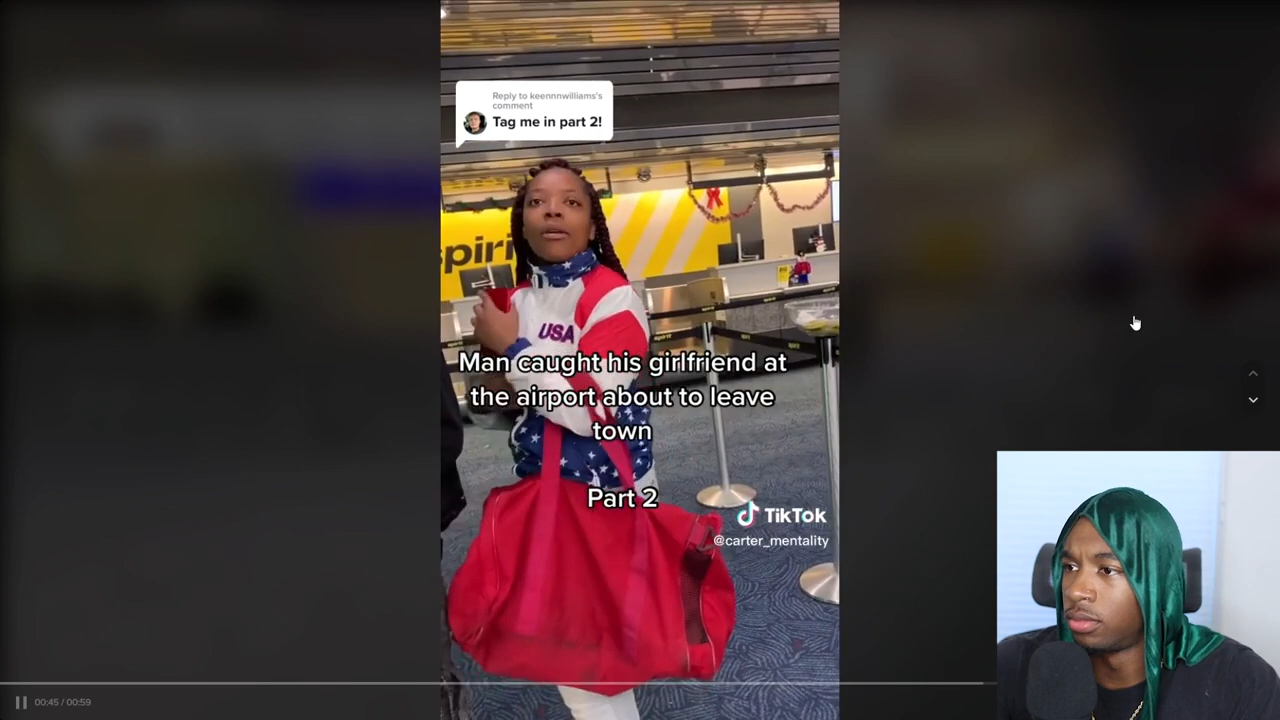 Reply to keennnwilliams's
comment
Tag me in part 2!
spiri
USA
Man caught his girlfriend at
the airport about to leave
town
Part 2
TikTok
@carter_mentality
00:45 / 00:59